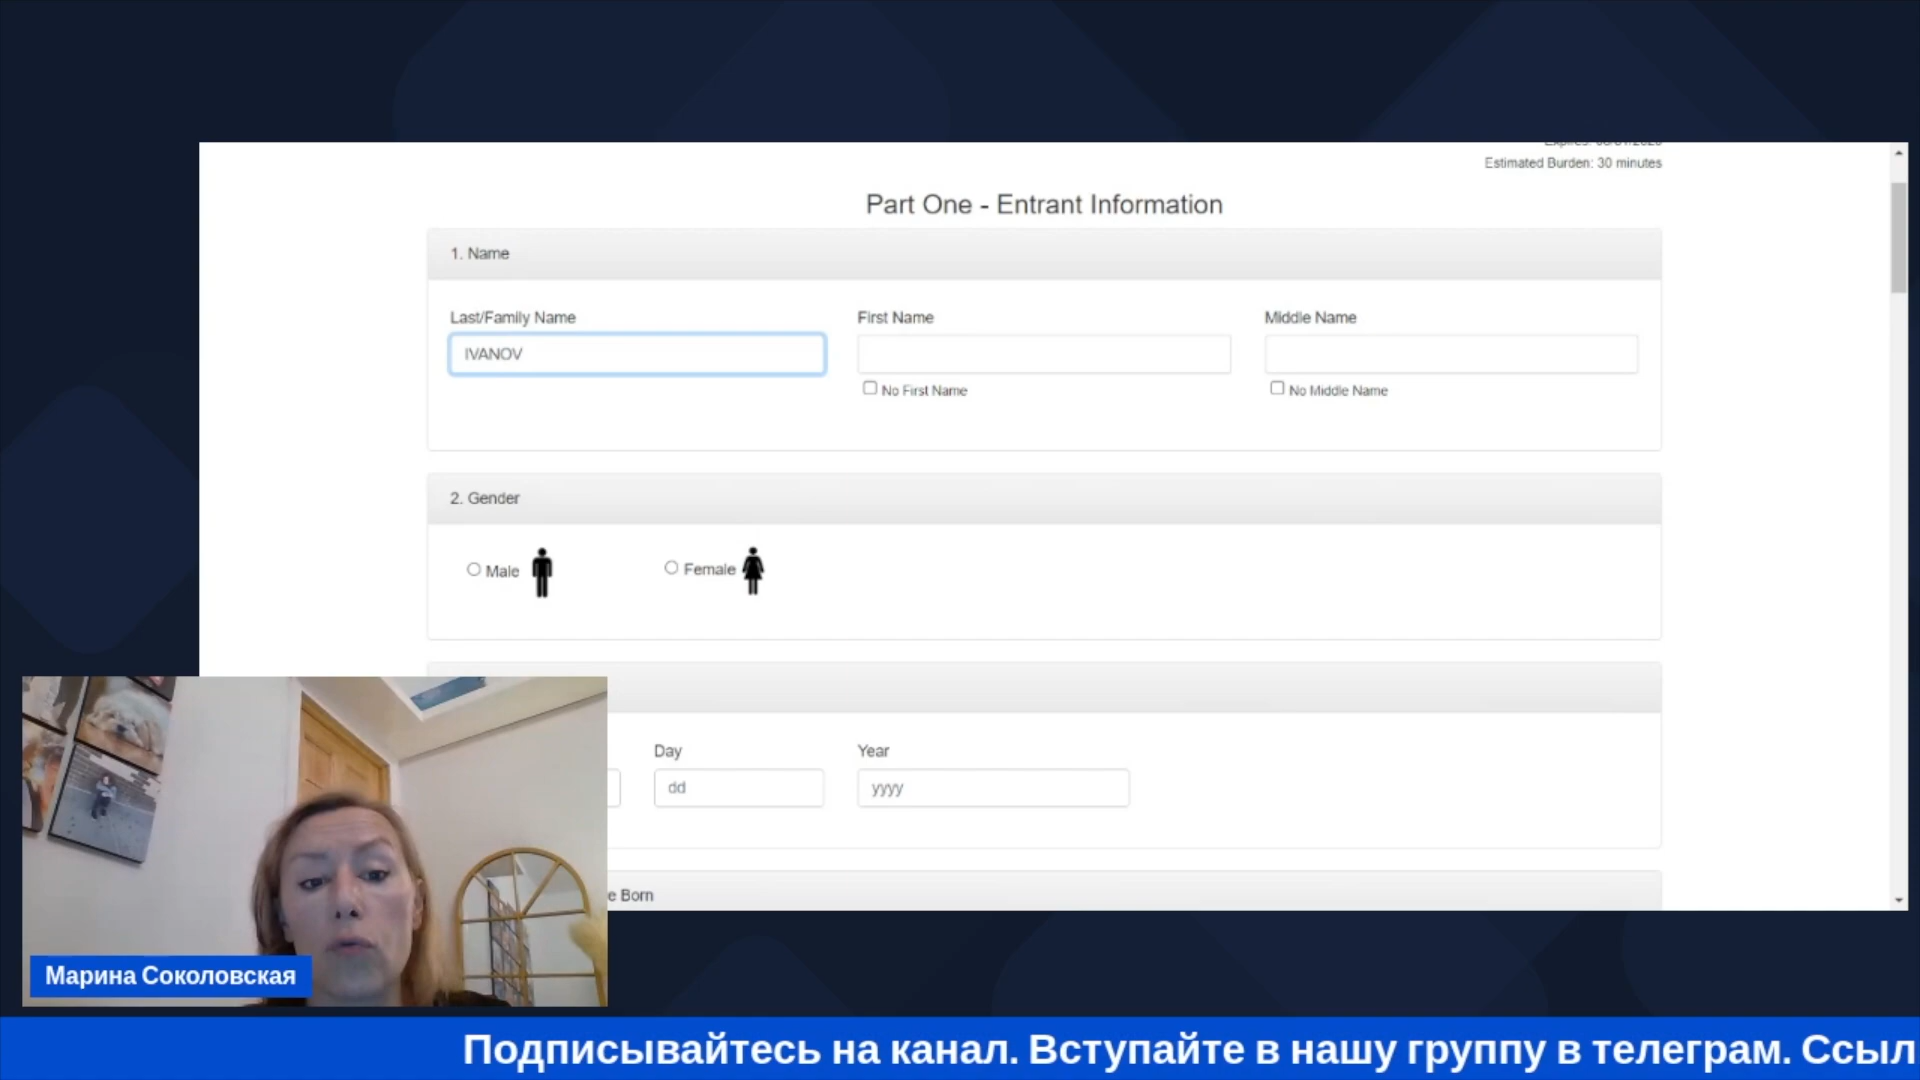 Estimated Burden: 30 minutes
Part One - Entrant Information
1. Name
Last/Family Name
First Name
Middle Name
IVANOV
No First Name
No Middle Name
2. Gender
Male
Female
Day
Year
dd
yyyy
e Born
Марина Соколовская
Подписывайтесь на канал. Вступайте в нашу группу в телеграм. Ссыл